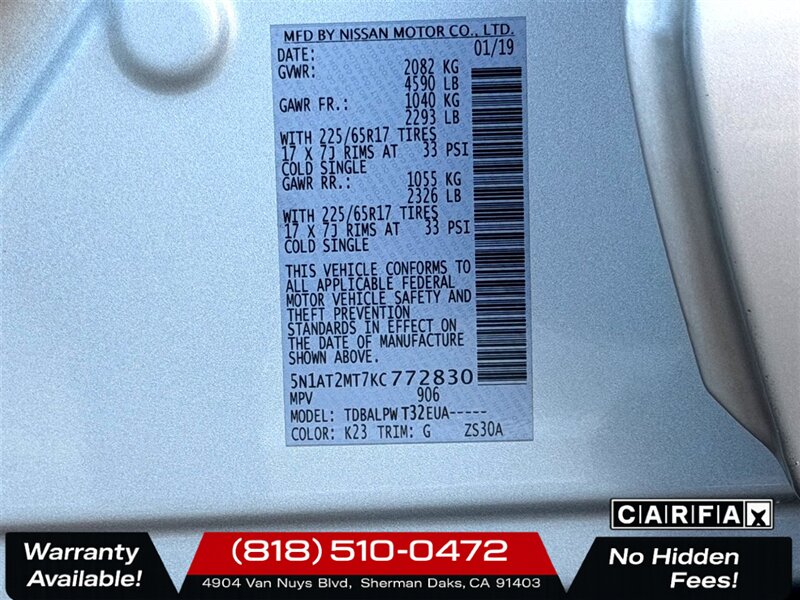 MFD BY NISSAN MOTOR CO., LTD.
DATE: 01/19
GVWR: 2082 KG
4590 LB
GAWR FR.: 1040 KG
2293 LB
WITH 225/65R17 TIRES
17 X 7J RIMS AT 33 PSI
COLD SINGLE
GAWR RR.: 1055 KG
2326 LB
WITH 225/65R17 TIRES
17 X 7J RIMS AT 33 PSI
COLD SINGLE
THIS VEHICLE CONFORMS TO
ALL APPLICABLE FEDERAL
MOTOR VEHICLE SAFETY AND
THEFT PREVENTION
STANDARDS IN EFFECT ON
THE DATE OF MANUFACTURE
SHOWN ABOVE.
5N1AT2MT7KC772830
MPV 906
MODEL: TDBALPW T32EUA-----
COLOR: K23 TRIM: G ZS30A
CARFAX
Warranty
Available!
(818) 510-0472
4904 Van Nuys Blvd, Sherman Daks, CA 91403
No Hidden
Fees!